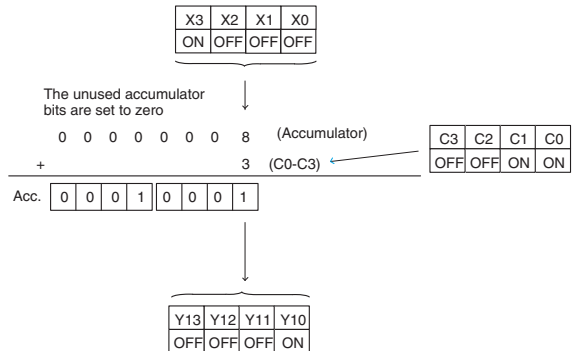 X3 X2 X1 X0
ON OFF OFF OFF
The unused accumulator
bits are set to zero
0 0 0 0 0 0 0 8 (Accumulator)
+ 3 (C0-C3)
C3 C2 C1 C0
OFF OFF ON ON
Acc. 0 0 0 1 0 0 0 1
Y13 Y12 Y11 Y10
OFF OFF OFF ON